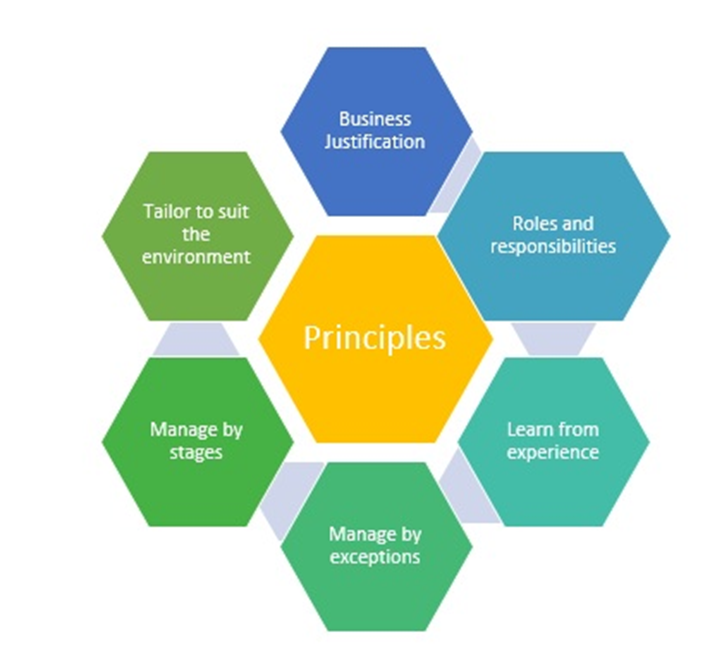 Business
Justification
Roles and
responsibilities
Learn from
experience
Manage by
exceptions
Manage by
stages
Tailor to suit
the
environment
Principles